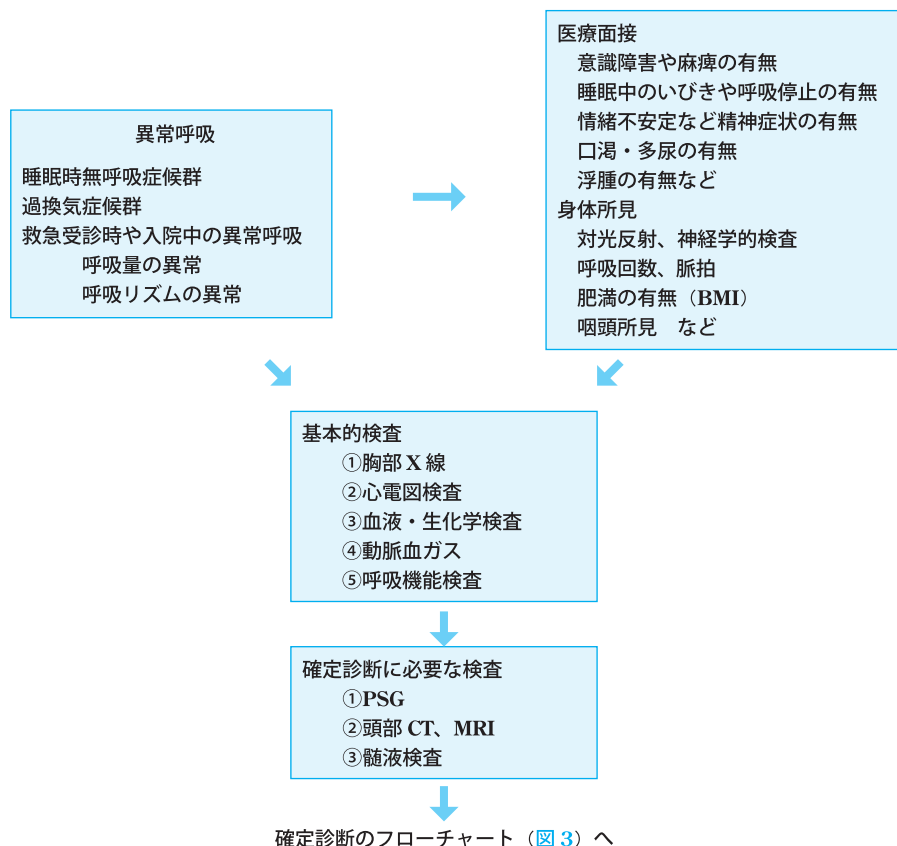 異常呼吸
睡眠時無呼吸症候群
過換気症候群
救急受診時や入院中の異常呼吸
呼吸量の異常
呼吸リズムの異常
医療面接
意識障害や麻痺の有無
睡眠中のいびきや呼吸停止の有無
情緒不安定など精神症状の有無
口渇・多尿の有無
浮腫の有無など
身体所見
対光反射、神経学的検査
呼吸回数、脈拍
肥満の有無（BMI）
咽頭所見　など
基本的検査
①胸部 X 線
②心電図検査
③血液・生化学検査
④動脈血ガス
⑤呼吸機能検査
確定診断に必要な検査
①PSG
②頭部 CT、MRI
③髄液検査
確定診断のフローチャート（図 3）へ